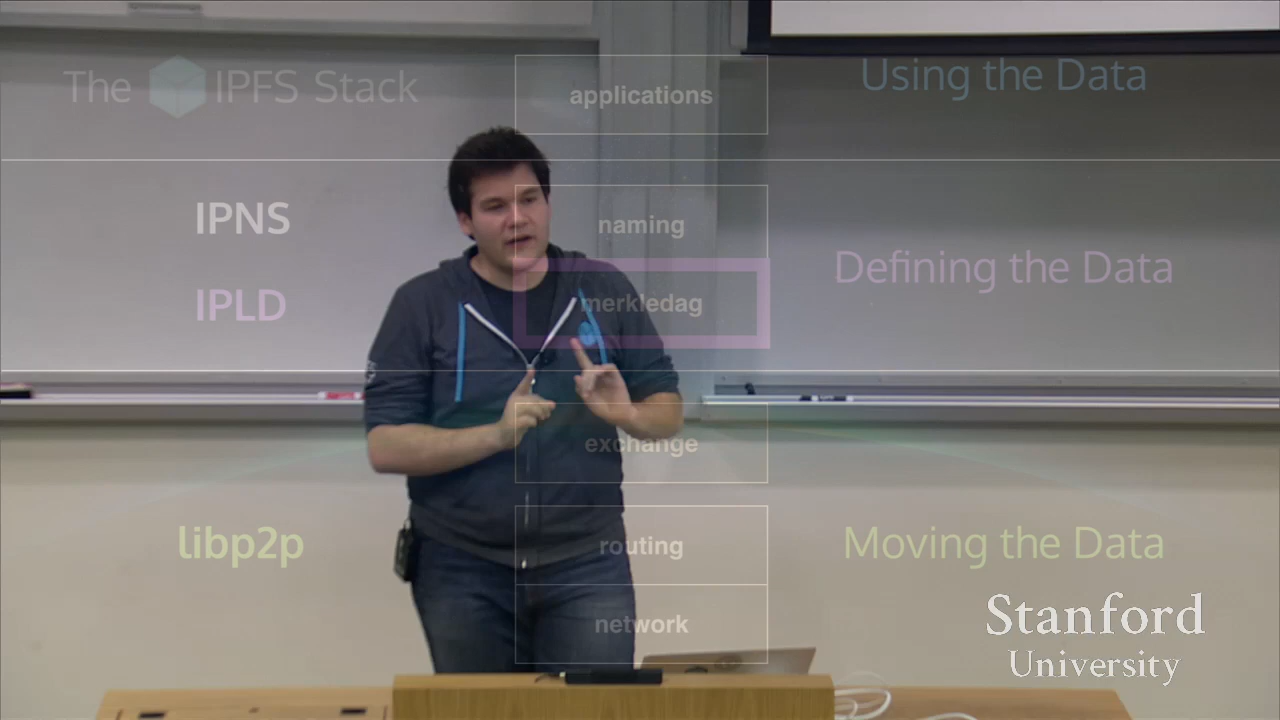 The IPFS Stack
applications
Using the Data
IPNS
naming
Defining the Data
IPLD
merkledag
exchange
libp2p
routing
Moving the Data
network
Stanford
University